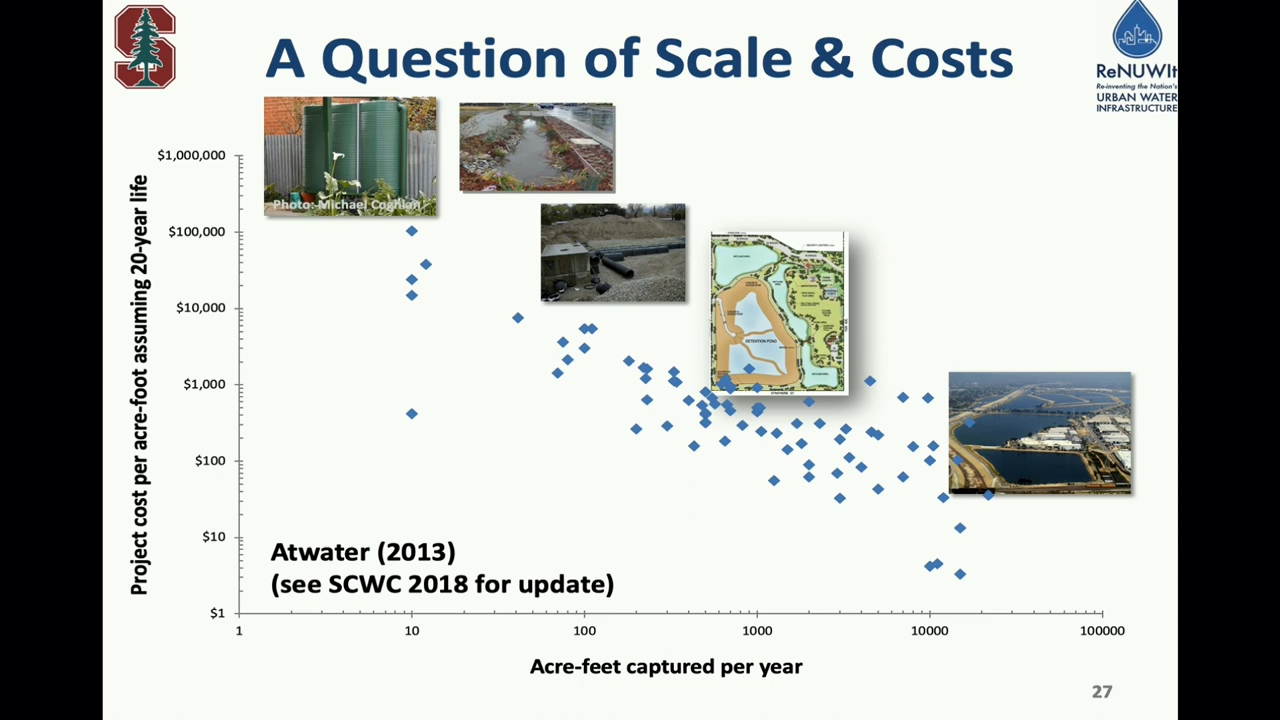 A Question of Scale & Costs
ReNUWIt
Re-inventing the Nation's
URBAN WATER
INFRASTRUCTURE
Photo: Michael Coghlan
Project cost per acre-foot assuming 20-year life
$1,000,000
$100,000
$10,000
$1,000
$100
$10
$1
DETENTION POND
Atwater (2013)
(see SCWC 2018 for update)
1
10
100
1000
10000
100000
Acre-feet captured per year
27